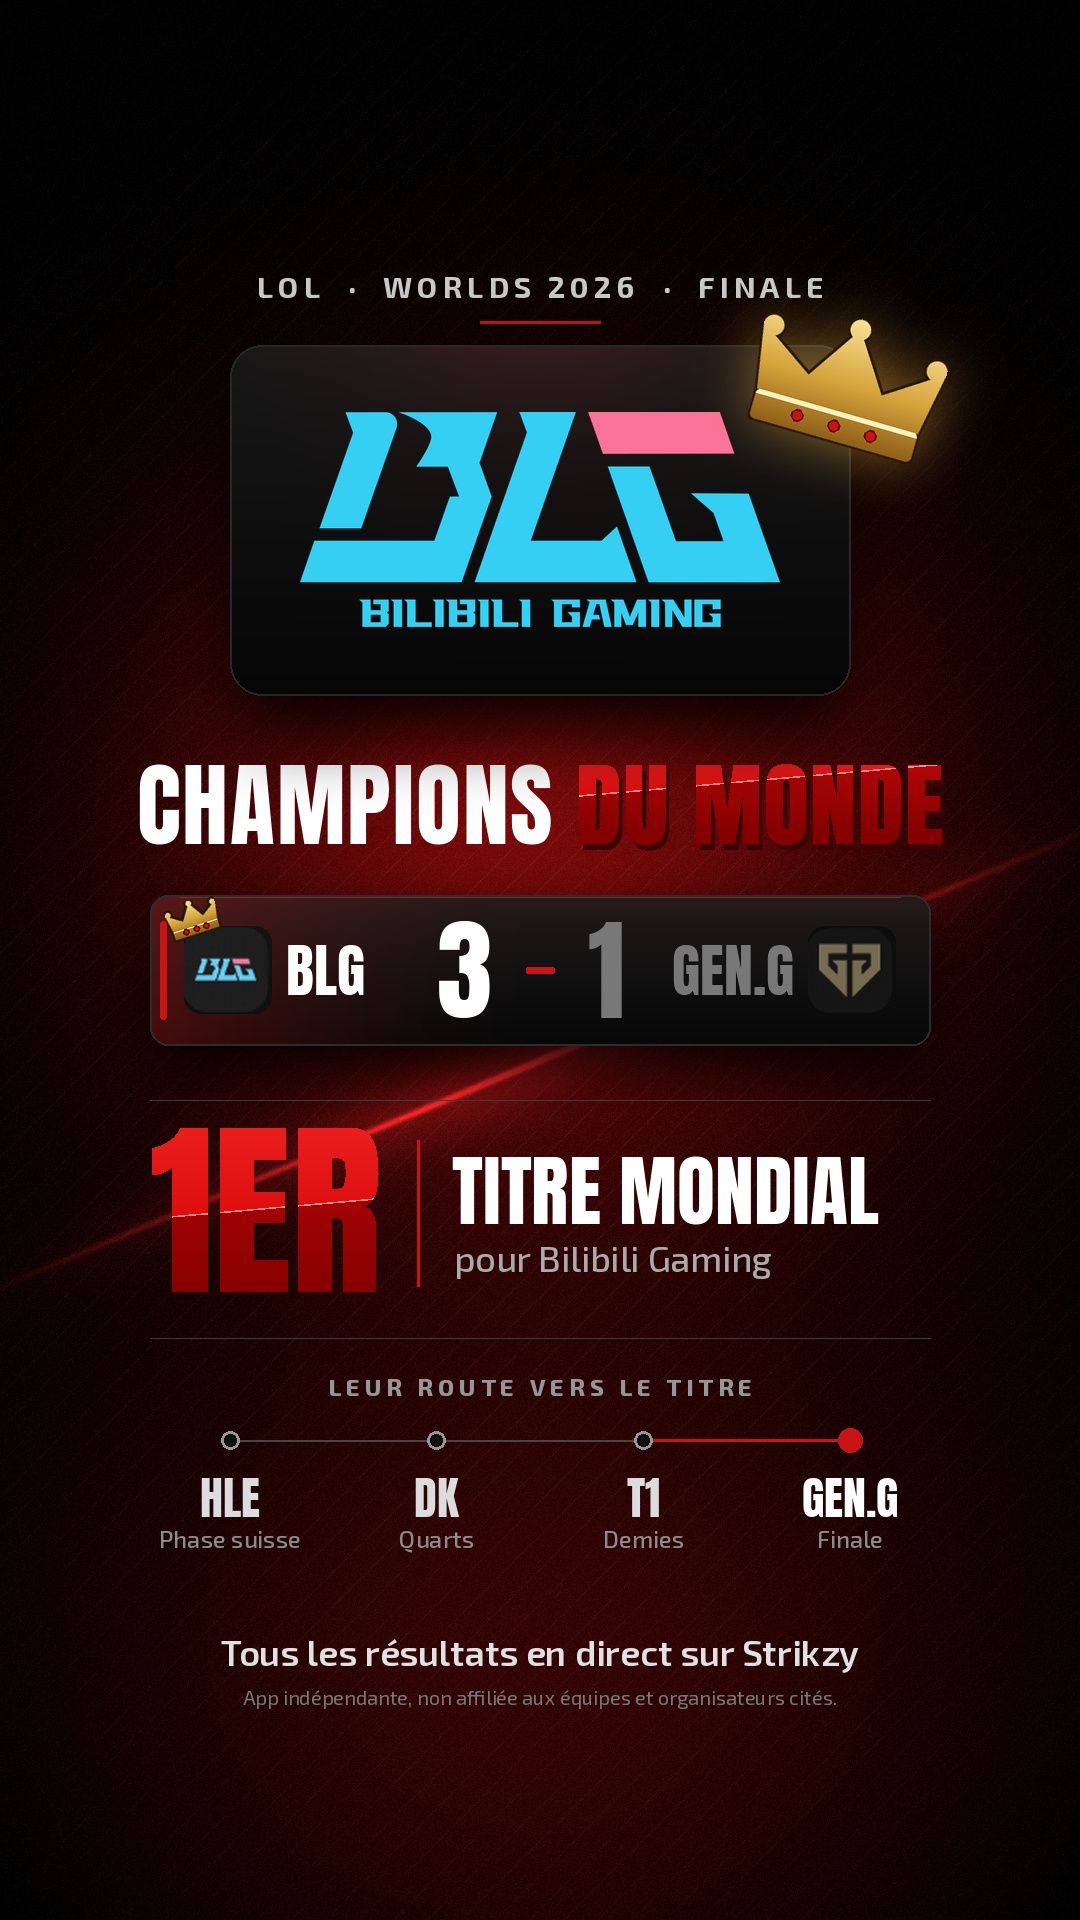 LOL · WORLDS 2026 · FINALE
BLG
BILIBILI GAMING
CHAMPIONS DU MONDE
BLG BLG 3 - 1 GEN.G
1ER
TITRE MONDIAL
pour Bilibili Gaming
LEUR ROUTE VERS LE TITRE
HLE DK T1 GEN.G
Phase suisse Quarts Demies Finale
Tous les résultats en direct sur Strikzy
App indépendante, non affiliée aux équipes et organisateurs cités.